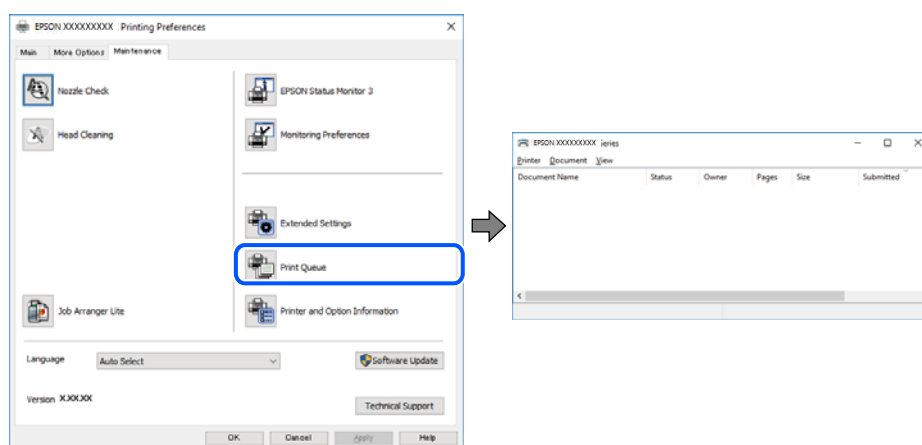 EPSON XXXXXXXXX Printing Preferences
Main More Options Maintenance
Nozzle Check
EPSON Status Monitor 3
Head Cleaning
Monitoring Preferences
Extended Settings
Print Queue
Job Arranger Lite
Printer and Option Information
Language Auto Select Software Update
Version X.XX.XX
Technical Support
OK Cancel Apply Help
EPSON XXXXXXXXX Series
Printer Document View
Document Name Status Owner Pages Size Submitted